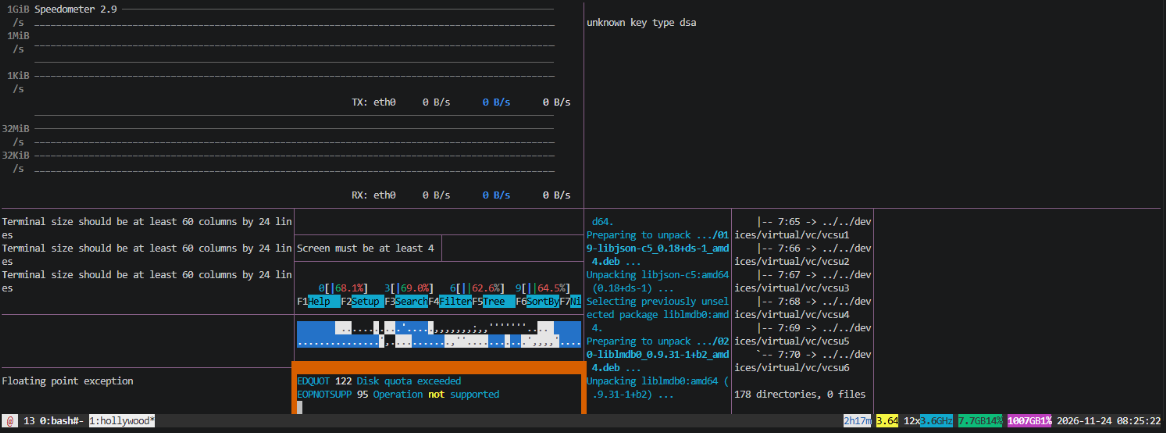 1GiB Speedometer 2.9
/s
1MiB
/s
1KiB
/s
TX: eth0 0 B/s 0 B/s 0 B/s
32MiB
/s
32KiB
/s
RX: eth0 0 B/s 0 B/s 0 B/s
unknown key type dsa
Terminal size should be at least 60 columns by 24 lin
es
Terminal size should be at least 60 columns by 24 lin
es
Terminal size should be at least 60 columns by 24 lin
es
Screen must be at least 4
0[|68.1%] 3[|69.0%] 6[||62.6%] 9[||64.5%]
F1Help F2Setup F3Search F4Filter F5Tree F6SortBy F7Ni
Floating point exception
EDQUOT 122 Disk quota exceeded
EOPNOTSUPP 95 Operation not supported
d64.
Preparing to unpack .../01
9-libjson-c5_0.18+ds-1_amd
4.deb ...
Unpacking libjson-c5:amd64
(0.18+ds-1) ...
Selecting previously unsel
ected package liblmdb0:amd
4.
Preparing to unpack .../02
0-liblmdb0_0.9.31-1+b2_amd
4.deb ...
Unpacking liblmdb0:amd64 (
.9.31-1+b2) ...
|-- 7:65 -> ../../dev
ices/virtual/vc/vcsu1
|-- 7:66 -> ../../dev
ices/virtual/vc/vcsu2
|-- 7:67 -> ../../dev
ices/virtual/vc/vcsu3
|-- 7:68 -> ../../dev
ices/virtual/vc/vcsu4
|-- 7:69 -> ../../dev
ices/virtual/vc/vcsu5
`-- 7:70 -> ../../dev
ices/virtual/vc/vcsu6
178 directories, 0 files
@ 13 0:bash#- 1:hollywood* 2h17m 3.64 12x3.6GHz 7.7GB14% 1007GB1% 2026-11-24 08:25:22